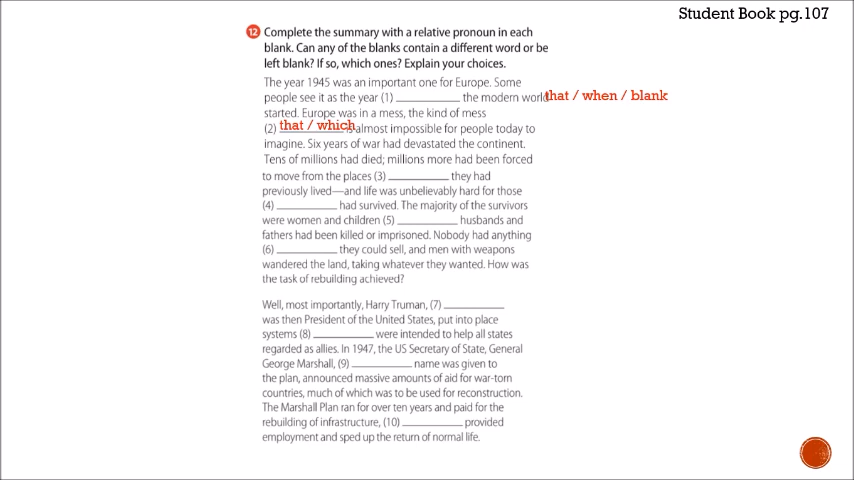 Student Book pg.107
12 Complete the summary with a relative pronoun in each
blank. Can any of the blanks contain a different word or be
left blank? If so, which ones? Explain your choices.
The year 1945 was an important one for Europe. Some
people see it as the year (1) __________ the modern world that / when / blank
started. Europe was in a mess, the kind of mess
(2) that / which is almost impossible for people today to
imagine. Six years of war had devastated the continent.
Tens of millions had died; millions more had been forced
to move from the places (3) __________ they had
previously lived—and life was unbelievably hard for those
(4) __________ had survived. The majority of the survivors
were women and children (5) __________ husbands and
fathers had been killed or imprisoned. Nobody had anything
(6) __________ they could sell, and men with weapons
wandered the land, taking whatever they wanted. How was
the task of rebuilding achieved?
Well, most importantly, Harry Truman, (7) __________
was then President of the United States, put into place
systems (8) __________ were intended to help all states
regarded as allies. In 1947, the US Secretary of State, General
George Marshall, (9) __________ name was given to
the plan, announced massive amounts of aid for war-torn
countries, much of which was to be used for reconstruction.
The Marshall Plan ran for over ten years and paid for the
rebuilding of infrastructure, (10) __________ provided
employment and sped up the return of normal life.